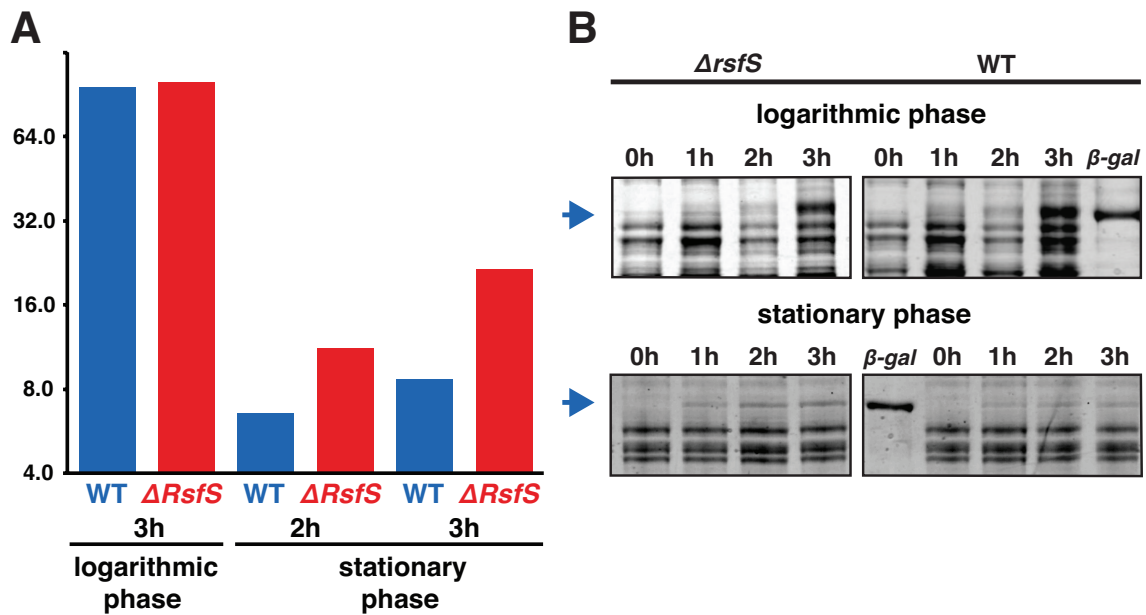 A
64.0
32.0
16.0
8.0
4.0
WT ΔRsfS WT ΔRsfS WT ΔRsfS
3h 2h 3h
logarithmic phase
stationary phase
B
ΔrsfS WT
logarithmic phase
0h 1h 2h 3h 0h 1h 2h 3h β-gal
stationary phase
0h 1h 2h 3h β-gal 0h 1h 2h 3h